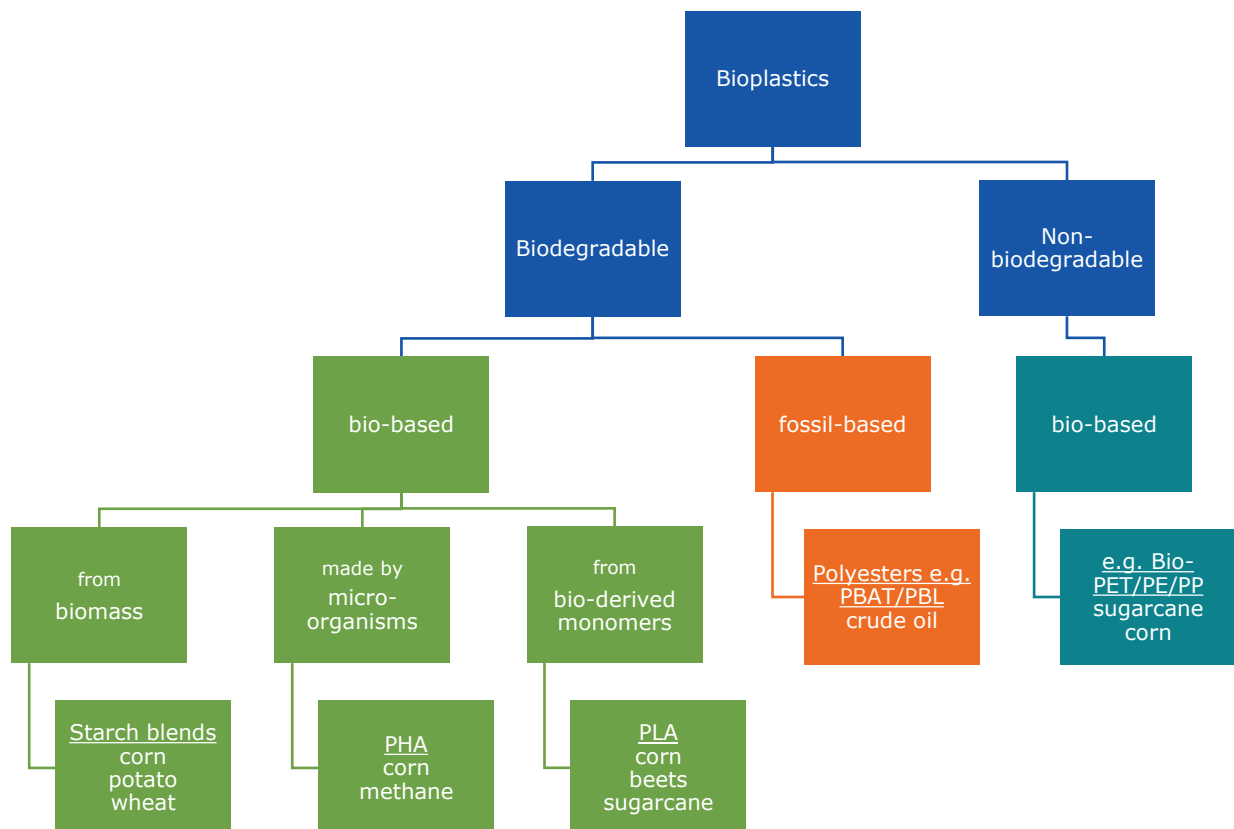 Bioplastics
Biodegradable
Non-
biodegradable
bio-based
fossil-based
bio-based
from
biomass
made by
micro-
organisms
from
bio-derived
monomers
Polyesters e.g.
PBAT/PBL
crude oil
e.g. Bio-
PET/PE/PP
sugarcane
corn
Starch blends
corn
potato
wheat
PHA
corn
methane
PLA
corn
beets
sugarcane